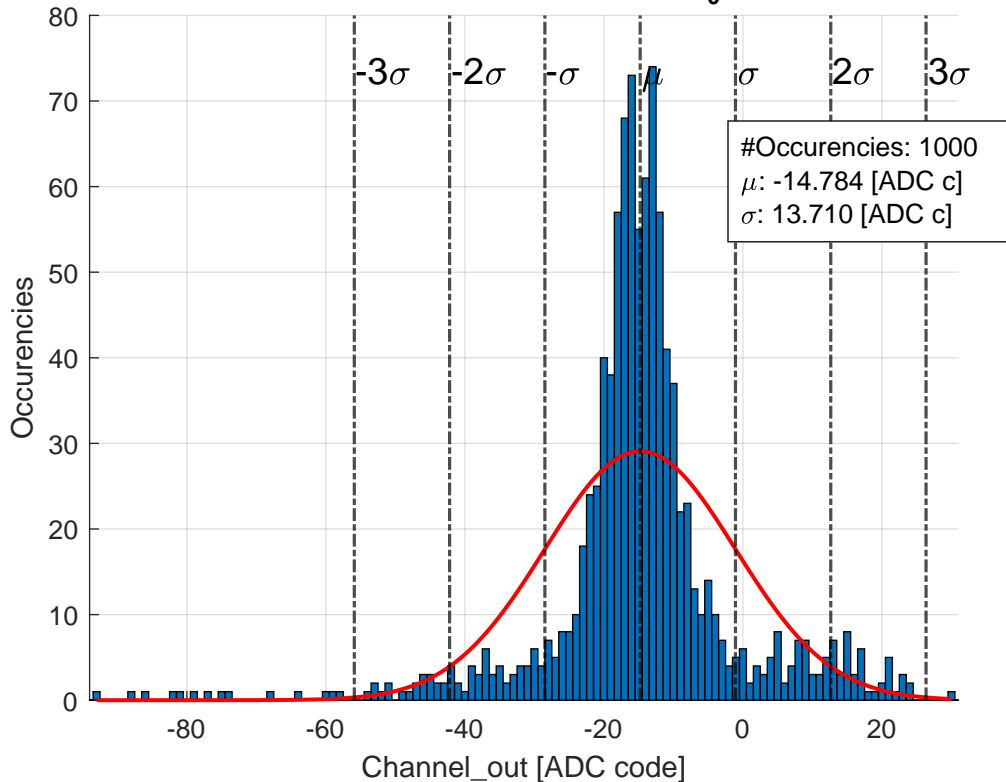 80
70
60
50
40
30
20
10
0
Occurencies
-3σ -2σ -σ μ σ 2σ 3σ
#Occurencies: 1000
μ: -14.784 [ADC c]
σ: 13.710 [ADC c]
-80 -60 -40 -20 0 20
Channel_out [ADC code]